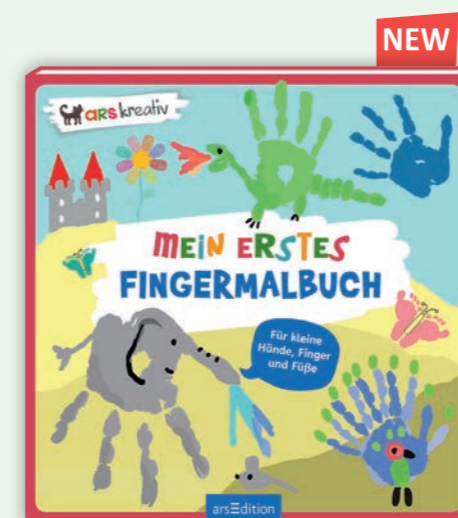 NEW
ars kreativ
MEIN ERSTES
FINGERMALBUCH
Für kleine
Hände, Finger
und Füße
arsEdition